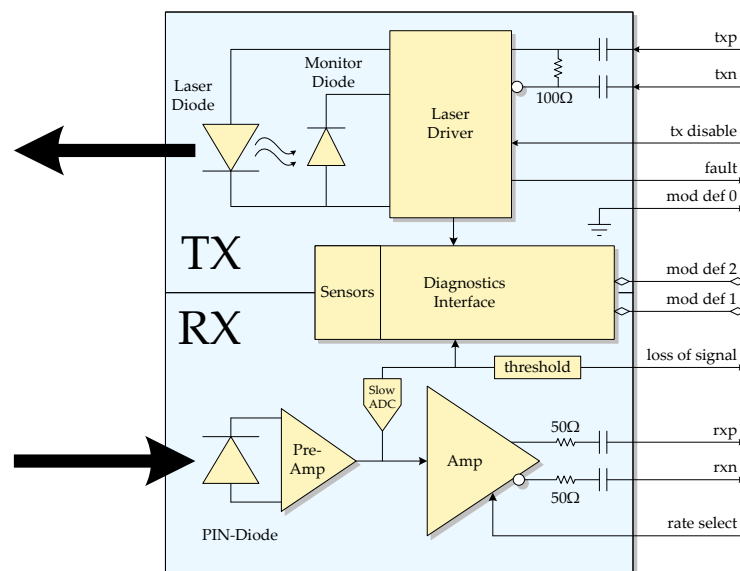 txp
Monitor
Diode
Laser
Diode
txn
100Ω
Laser
Driver
tx disable
fault
mod def 0
TX
Sensors
Diagnostics
Interface
mod def 2
mod def 1
RX
loss of signal
threshold
Slow
ADC
50Ω
rxp
Pre-
Amp
Amp
rxn
50Ω
rate select
PIN-Diode